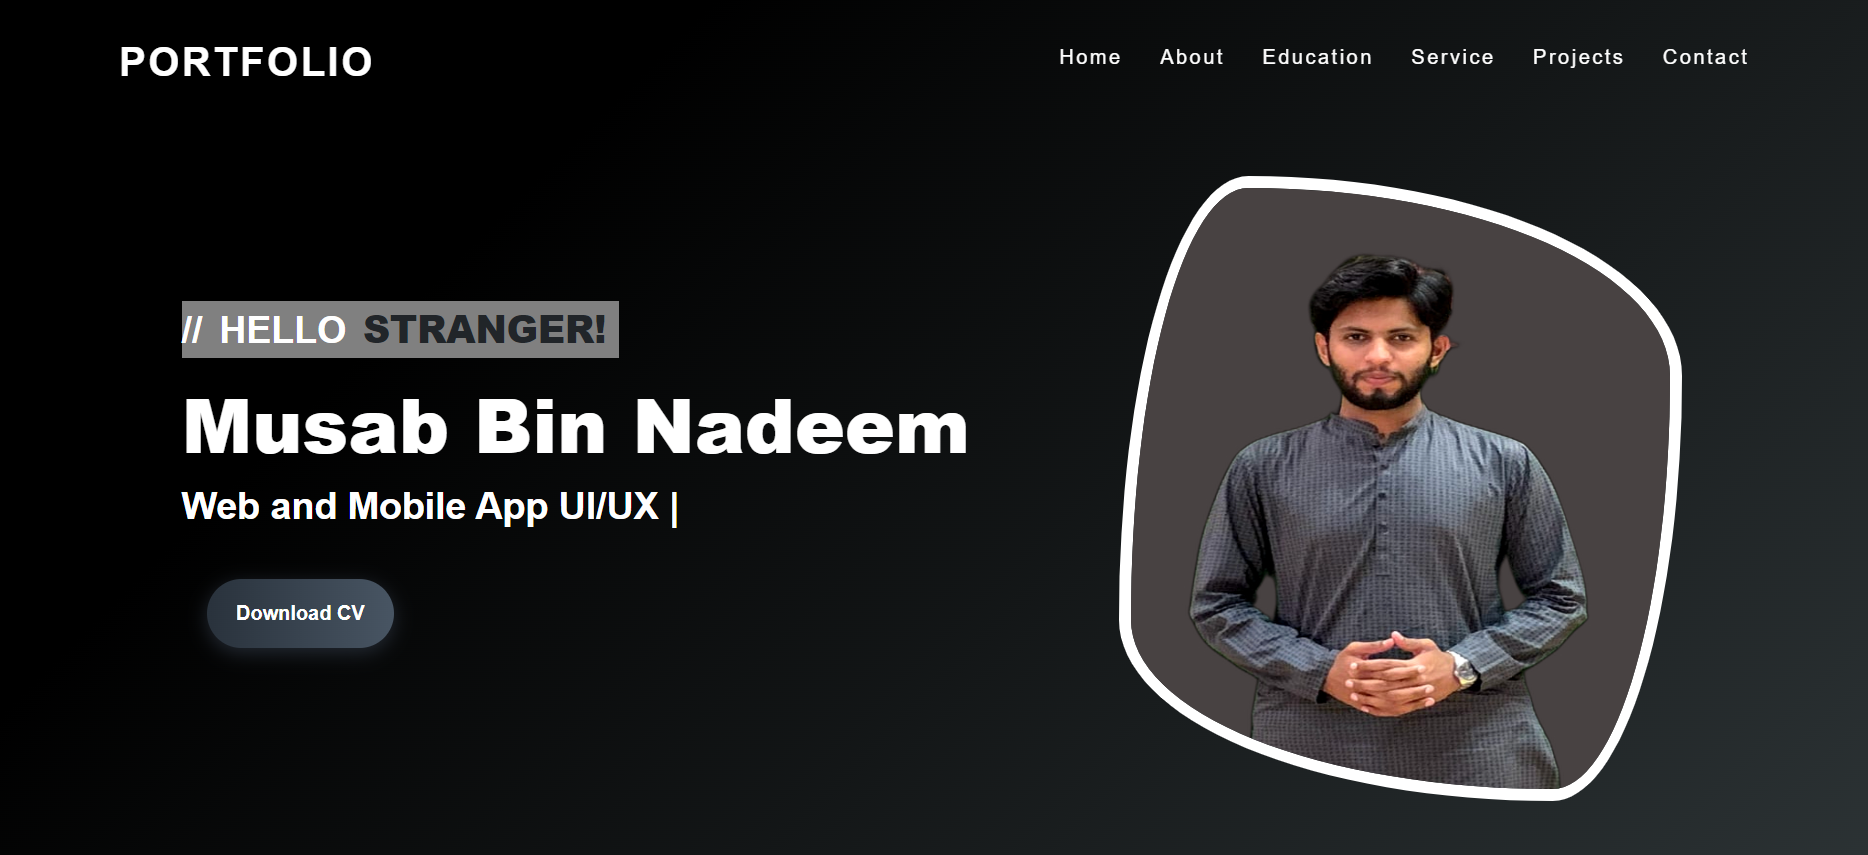 PORTFOLIO
Home About Education Service Projects Contact
// HELLO STRANGER!
Musab Bin Nadeem
Web and Mobile App UI/UX |
Download CV